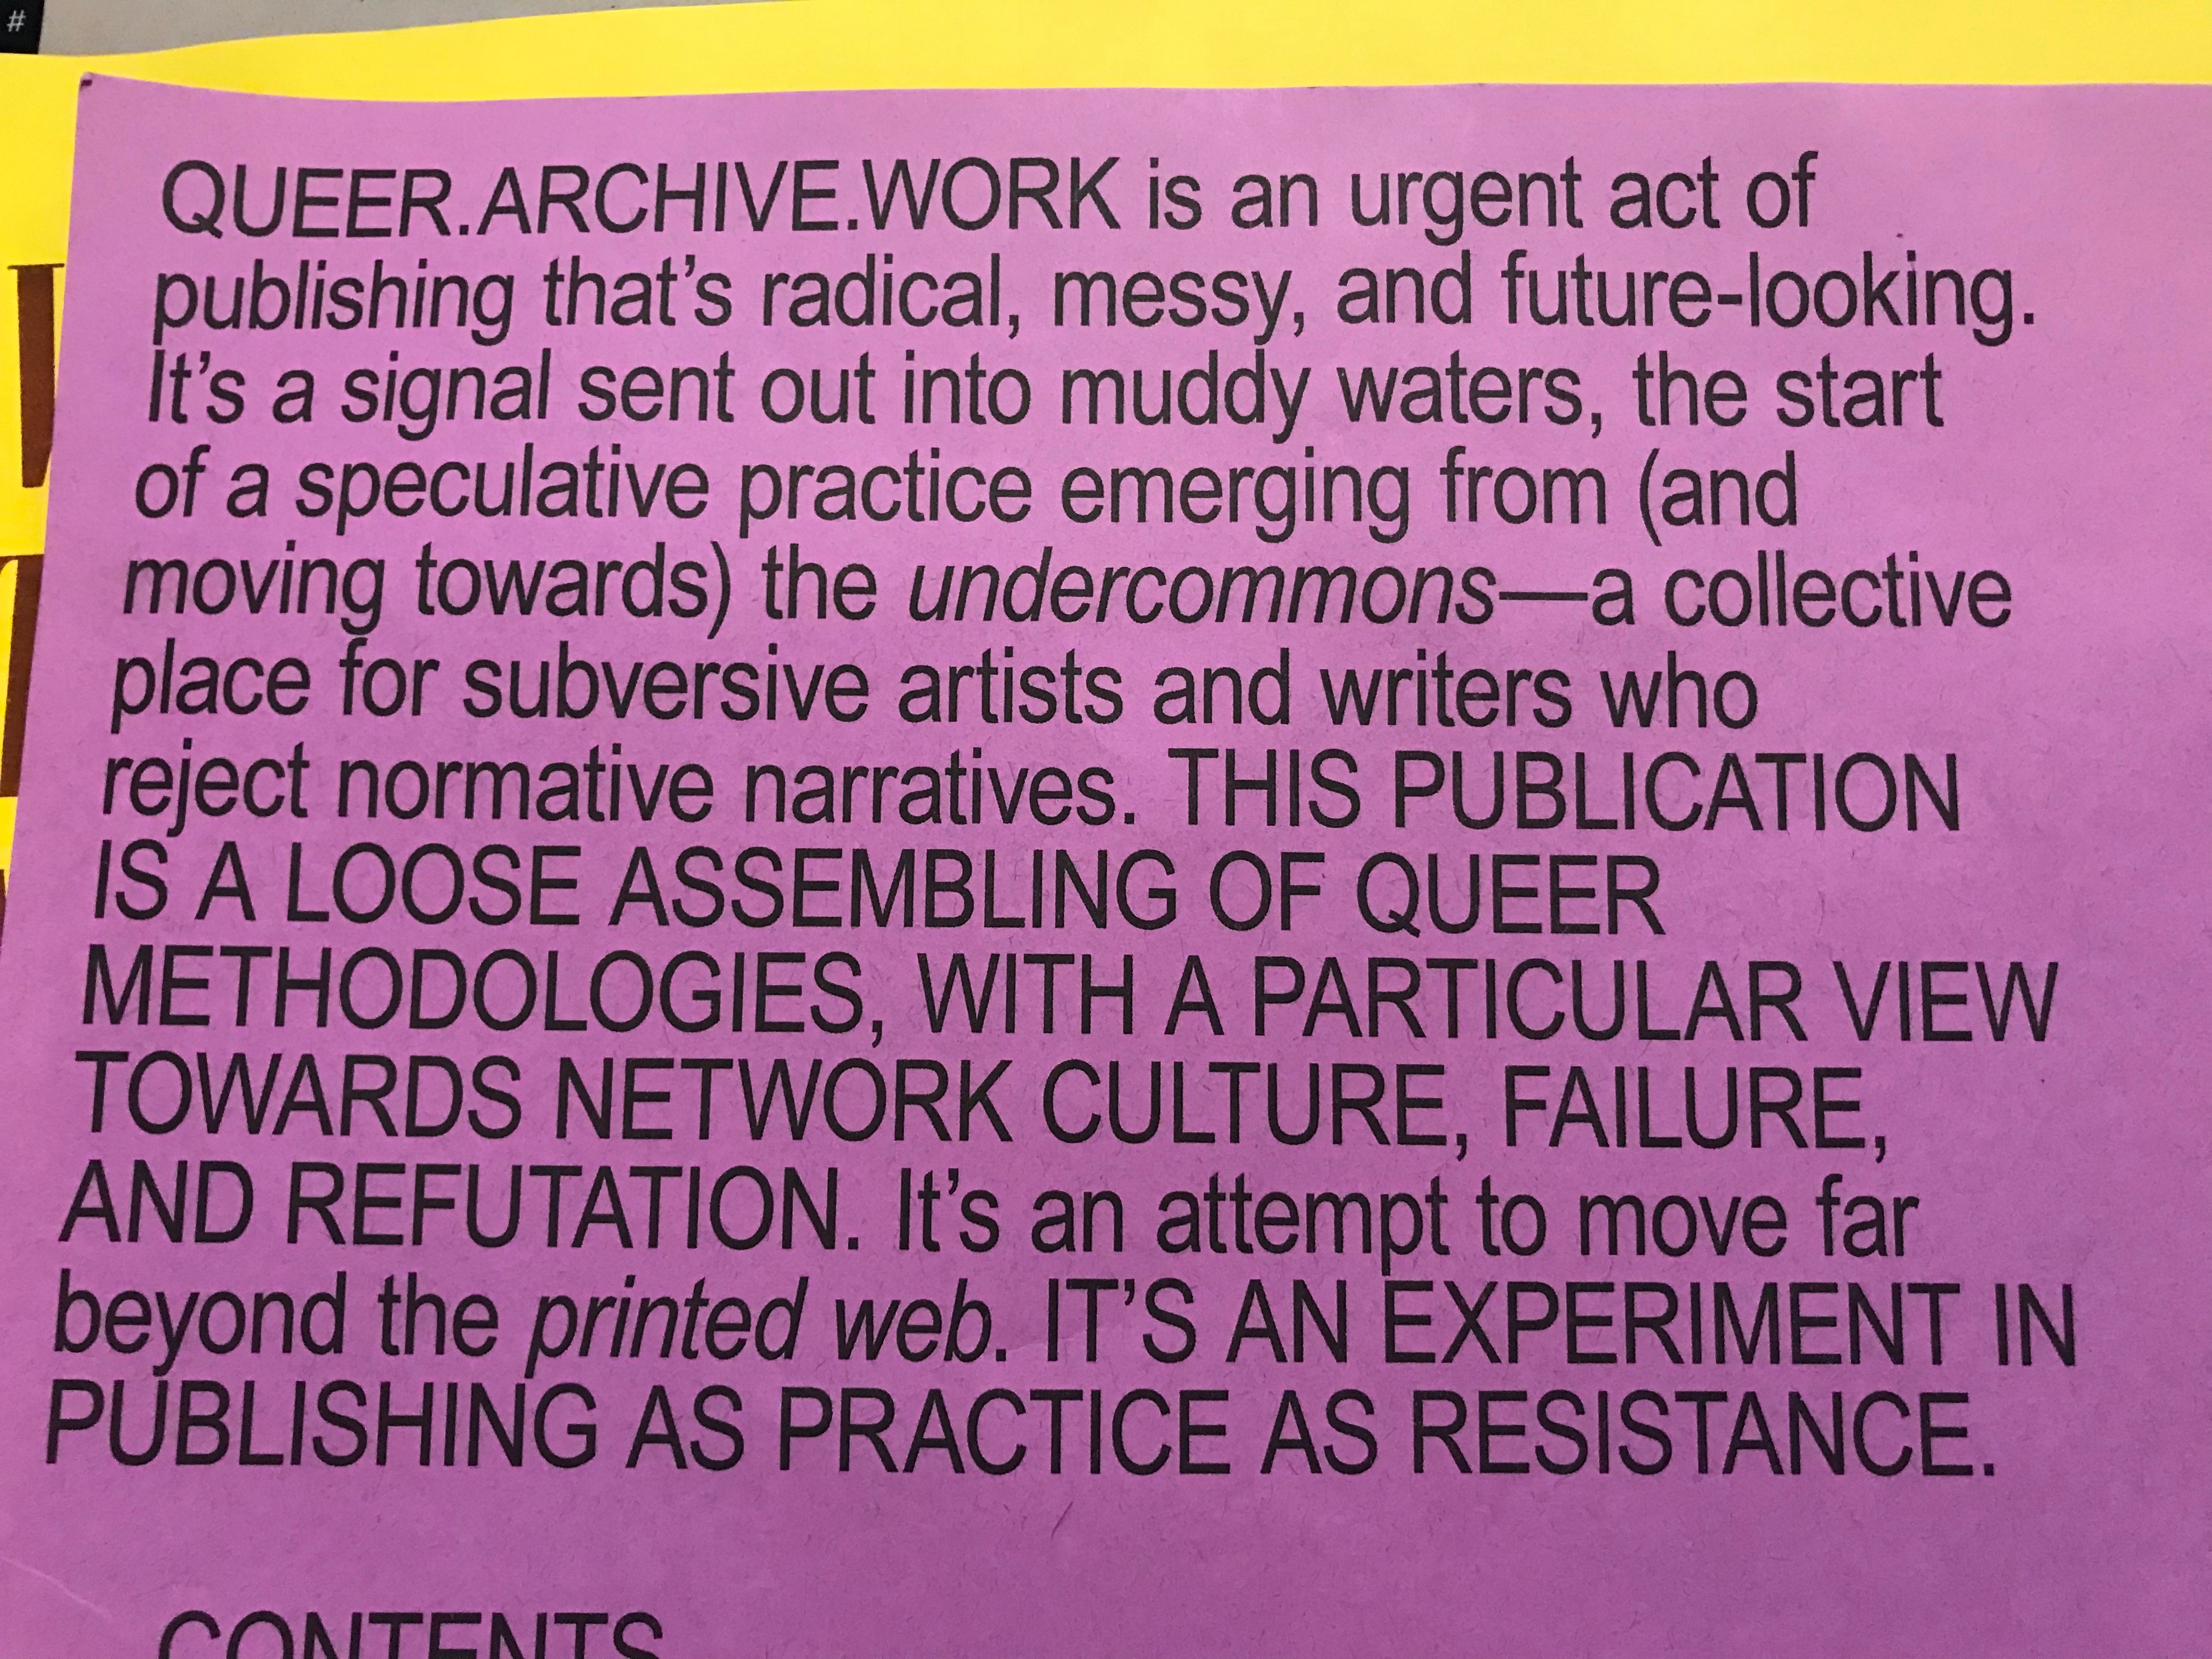 #
QUEER.ARCHIVE.WORK is an urgent act of
publishing that’s radical, messy, and future-looking.
It’s a signal sent out into muddy waters, the start
of a speculative practice emerging from (and
moving towards) the undercommons—a collective
place for subversive artists and writers who
reject normative narratives. THIS PUBLICATION
IS A LOOSE ASSEMBLING OF QUEER
METHODOLOGIES, WITH A PARTICULAR VIEW
TOWARDS NETWORK CULTURE, FAILURE,
AND REFUTATION. It’s an attempt to move far
beyond the printed web. IT’S AN EXPERIMENT IN
PUBLISHING AS PRACTICE AS RESISTANCE.
CONTENTS